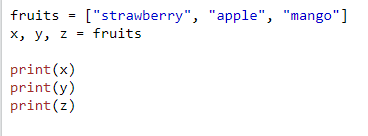 fruits = ["strawberry", "apple", "mango"]
x, y, z = fruits
print(x)
print(y)
print(z)